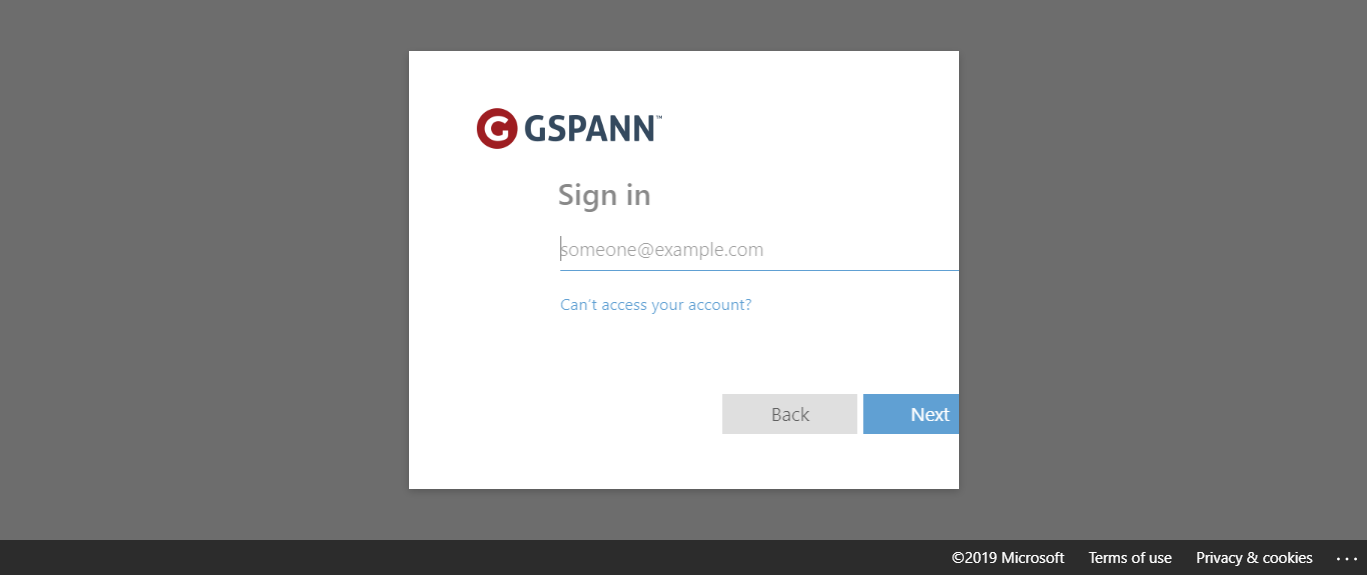 GSPANN™
Sign in
someone@example.com
Can't access your account?
Back Next
©2019 Microsoft Terms of use Privacy & cookies ...